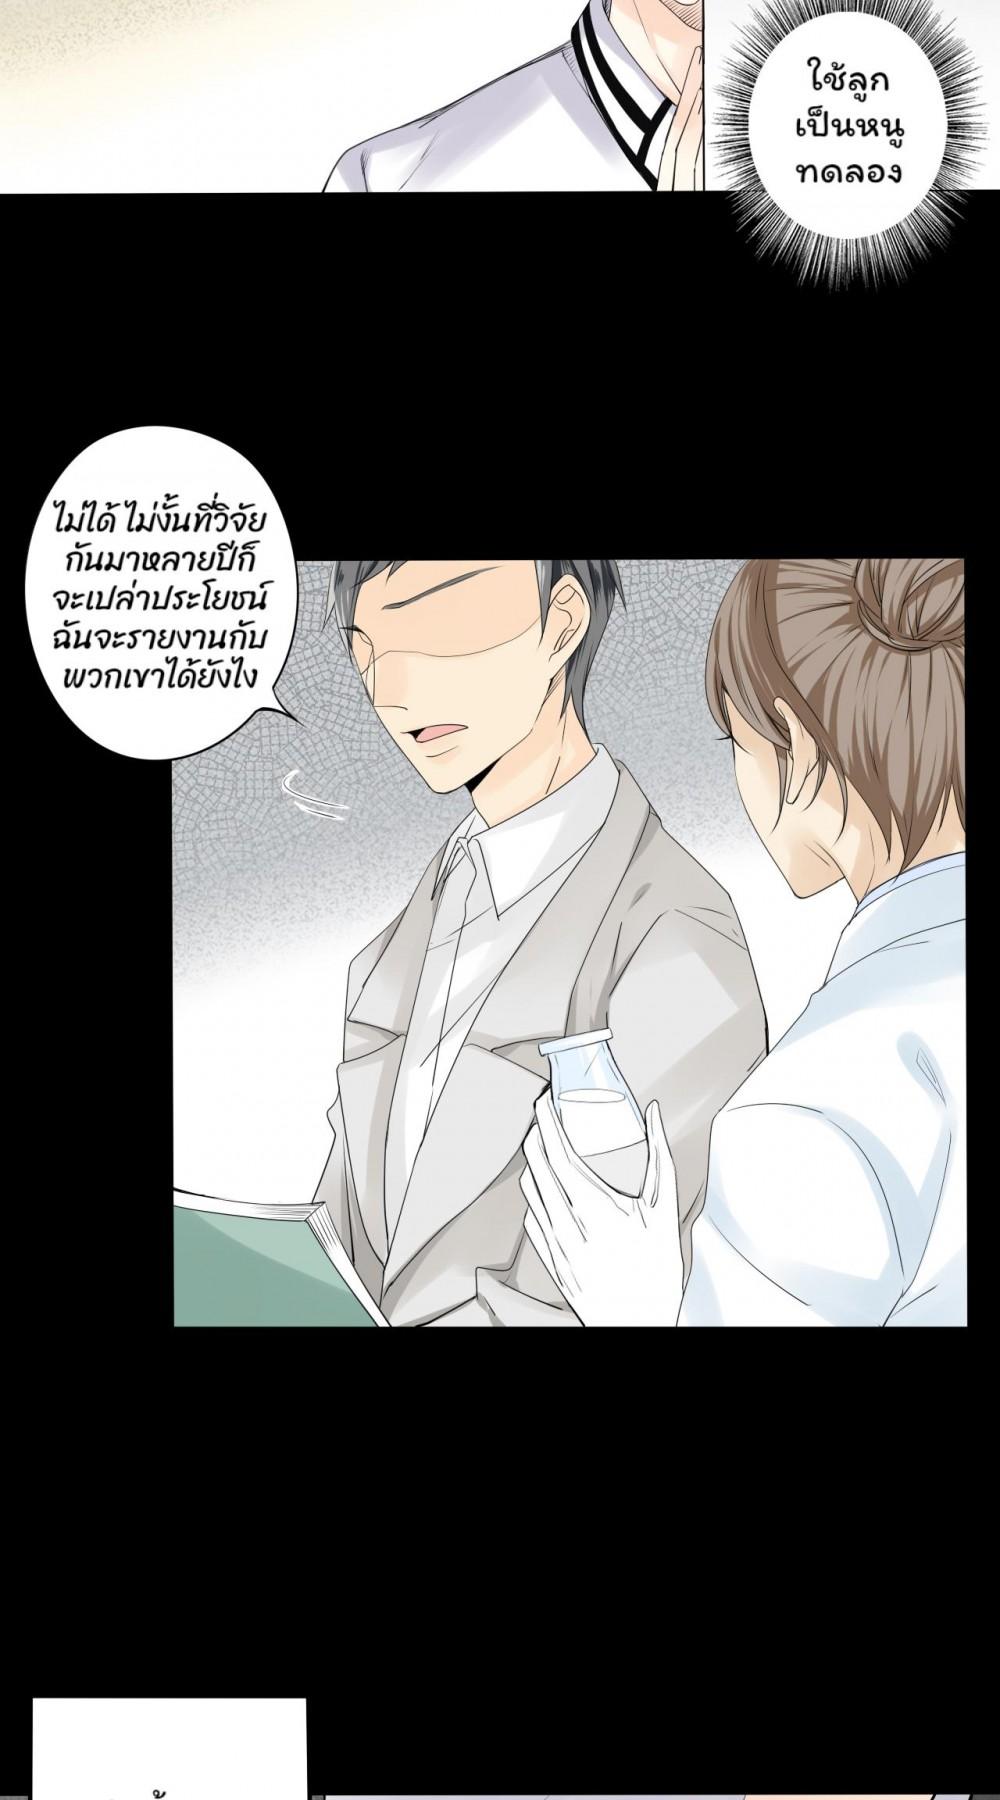 ใช้ลูก
เป็นหนู
ทดลอง
ไม่ได้ ไม่งั้นที่วิจัย
กันมาหลายปีก็
จะเปล่าประโยชน์
ฉันจะรายงานกับ
พวกเขาได้ยังไง